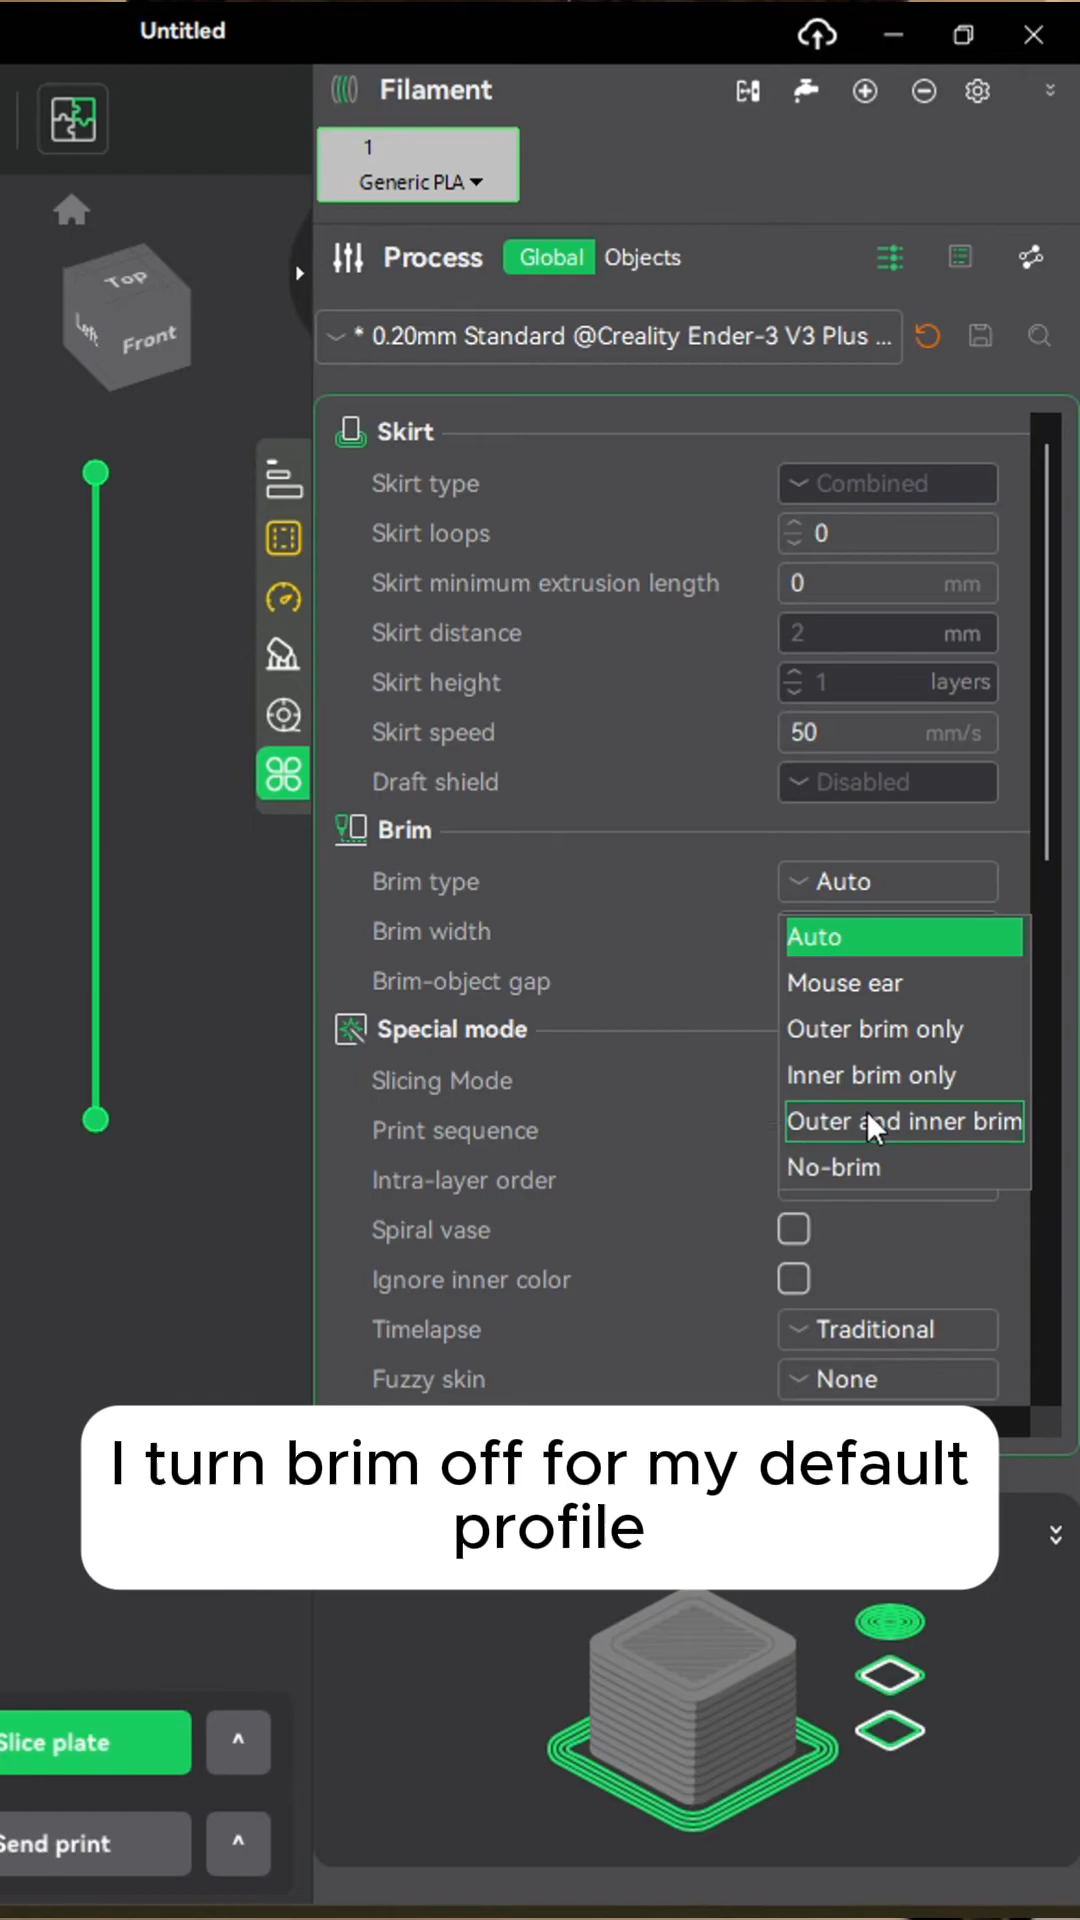 Untitled
Filament
1
Generic PLA
Top
Left
Front
Process Global Objects
* 0.20mm Standard @Creality Ender-3 V3 Plus ...
Skirt
Skirt type Combined
Skirt loops 0
Skirt minimum extrusion length 0 mm
Skirt distance 2 mm
Skirt height 1 layers
Skirt speed 50 mm/s
Draft shield Disabled
Brim
Brim type Auto
Brim width
Auto
Mouse ear
Brim-object gap
Outer brim only
Special mode
Inner brim only
Slicing Mode
Outer and inner brim
Print sequence
No-brim
Intra-layer order
Spiral vase
Ignore inner color
Timelapse Traditional
Fuzzy skin None
I turn brim off for my default
profile
Slice plate
Send print